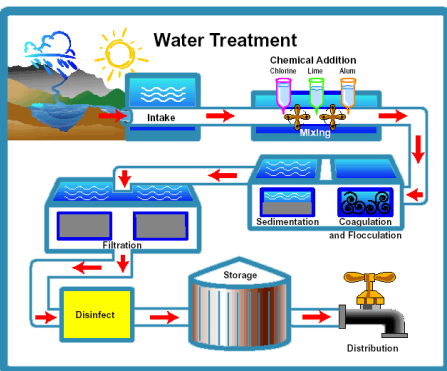 Water Treatment
Chemical Addition
Chlorine Lime Alum
Intake
Mixing
Sedimentation
Coagulation
and Flocculation
Filtration
Disinfect
Storage
Distribution